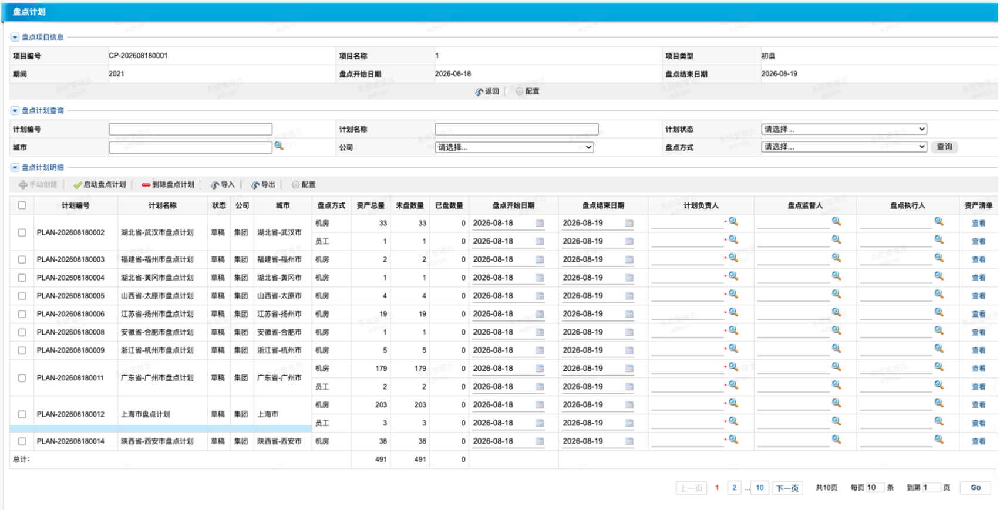 盘点计划
盘点项目信息
项目编号 CP-202608180001 项目名称 1 项目类型 初盘
期间 2021 盘点开始日期 2026-08-18 盘点结束日期 2026-08-19
返回 配置
盘点计划查询
计划编号 计划名称 计划状态 请选择...
城市 公司 请选择... 盘点方式 请选择... 查询
盘点计划明细
手动创建 启动盘点计划 删除盘点计划 导入 导出 配置
计划编号 计划名称 状态 公司 城市 盘点方式 资产总量 未盘数量 已盘数量 盘点开始日期 盘点结束日期 计划负责人 盘点监督人 盘点执行人 资产清单
PLAN-202608180002 湖北省-武汉市盘点计划 草稿 集团 湖北省-武汉市 机房 33 33 0 2026-08-18 2026-08-19 * 查看
员工 1 1 0 2026-08-18 2026-08-19 * 查看
PLAN-202608180003 福建省-福州市盘点计划 草稿 集团 福建省-福州市 机房 2 2 0 2026-08-18 2026-08-19 * 查看
PLAN-202608180004 湖北省-黄冈市盘点计划 草稿 集团 湖北省-黄冈市 机房 1 1 0 2026-08-18 2026-08-19 * 查看
PLAN-202608180005 山西省-太原市盘点计划 草稿 集团 山西省-太原市 机房 4 4 0 2026-08-18 2026-08-19 * 查看
PLAN-202608180006 江苏省-扬州市盘点计划 草稿 集团 江苏省-扬州市 机房 19 19 0 2026-08-18 2026-08-19 * 查看
PLAN-202608180008 安徽省-合肥市盘点计划 草稿 集团 安徽省-合肥市 机房 1 1 0 2026-08-18 2026-08-19 * 查看
PLAN-202608180009 浙江省-杭州市盘点计划 草稿 集团 浙江省-杭州市 机房 5 5 0 2026-08-18 2026-08-19 * 查看
PLAN-202608180011 广东省-广州市盘点计划 草稿 集团 广东省-广州市 机房 179 179 0 2026-08-18 2026-08-19 * 查看
员工 2 2 0 2026-08-18 2026-08-19 * 查看
PLAN-202608180012 上海市盘点计划 草稿 集团 上海市 机房 203 203 0 2026-08-18 2026-08-19 * 查看
员工 3 3 0 2026-08-18 2026-08-19 * 查看
PLAN-202608180014 陕西省-西安市盘点计划 草稿 集团 陕西省-西安市 机房 38 38 0 2026-08-18 2026-08-19 * 查看
总计: 491 491 0
上一页 1 2 ... 10 下一页 共10页 每页 10 条 到第 1 页 Go
系统管理员
admin